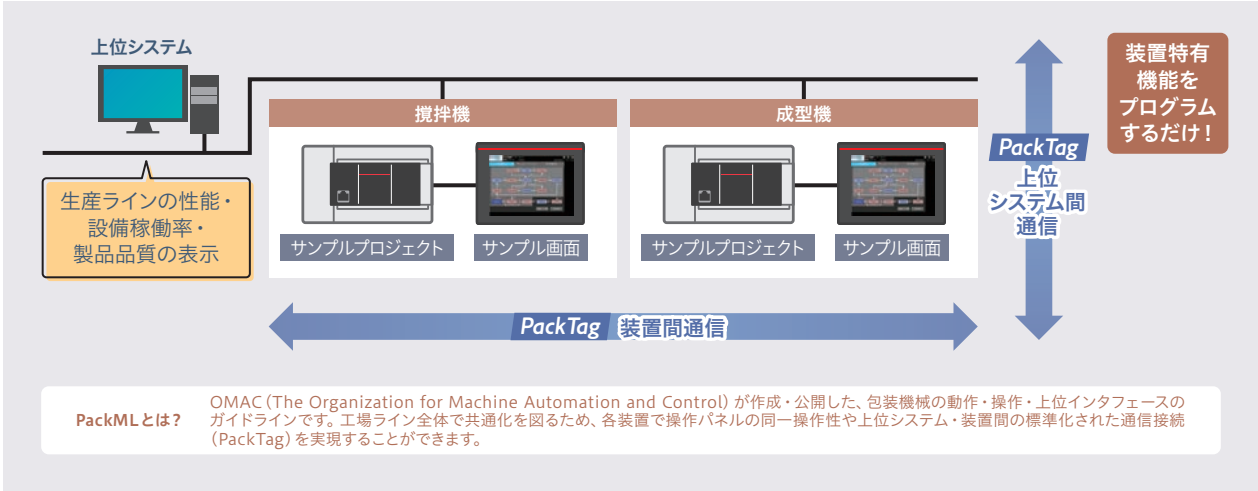 上位システム
生産ラインの性能・
設備稼働率・
製品品質の表示
撹拌機
サンプルプロジェクト
サンプル画面
成型機
サンプルプロジェクト
サンプル画面
PackTag 装置間通信
PackTag
上位
システム間
通信
装置特有
機能を
プログラム
するだけ！
PackMLとは？
OMAC（The Organization for Machine Automation and Control）が作成・公開した、包装機械の動作・操作・上位インタフェースの
ガイドラインです。工場ライン全体で共通化を図るため、各装置で操作パネルの同一操作性や上位システム・装置間の標準化された通信接続
（PackTag）を実現することができます。